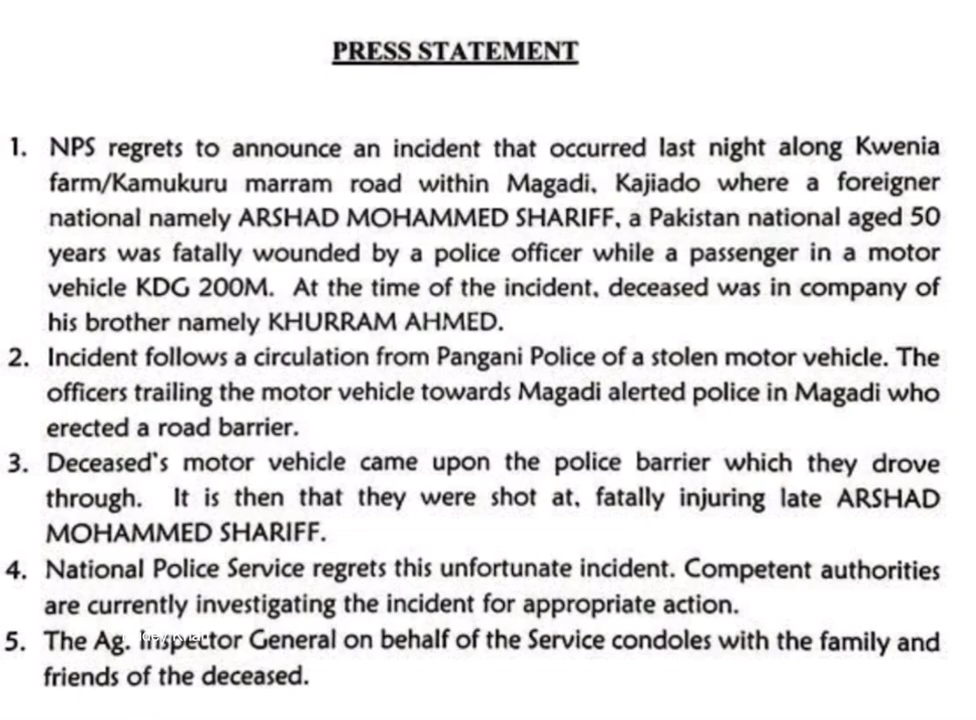 PRESS STATEMENT
1. NPS regrets to announce an incident that occurred last night along Kwenia
farm/Kamukuru marram road within Magadi, Kajiado where a foreigner
national namely ARSHAD MOHAMMED SHARIFF, a Pakistan national aged 50
years was fatally wounded by a police officer while a passenger in a motor
vehicle KDG 200M. At the time of the incident, deceased was in company of
his brother namely KHURRAM AHMED.
2. Incident follows a circulation from Pangani Police of a stolen motor vehicle. The
officers trailing the motor vehicle towards Magadi alerted police in Magadi who
erected a road barrier.
3. Deceased's motor vehicle came upon the police barrier which they drove
through. It is then that they were shot at, fatally injuring late ARSHAD
MOHAMMED SHARIFF.
4. National Police Service regrets this unfortunate incident. Competent authorities
are currently investigating the incident for appropriate action.
5. The Ag. Inspector General on behalf of the Service condoles with the family and
friends of the deceased.